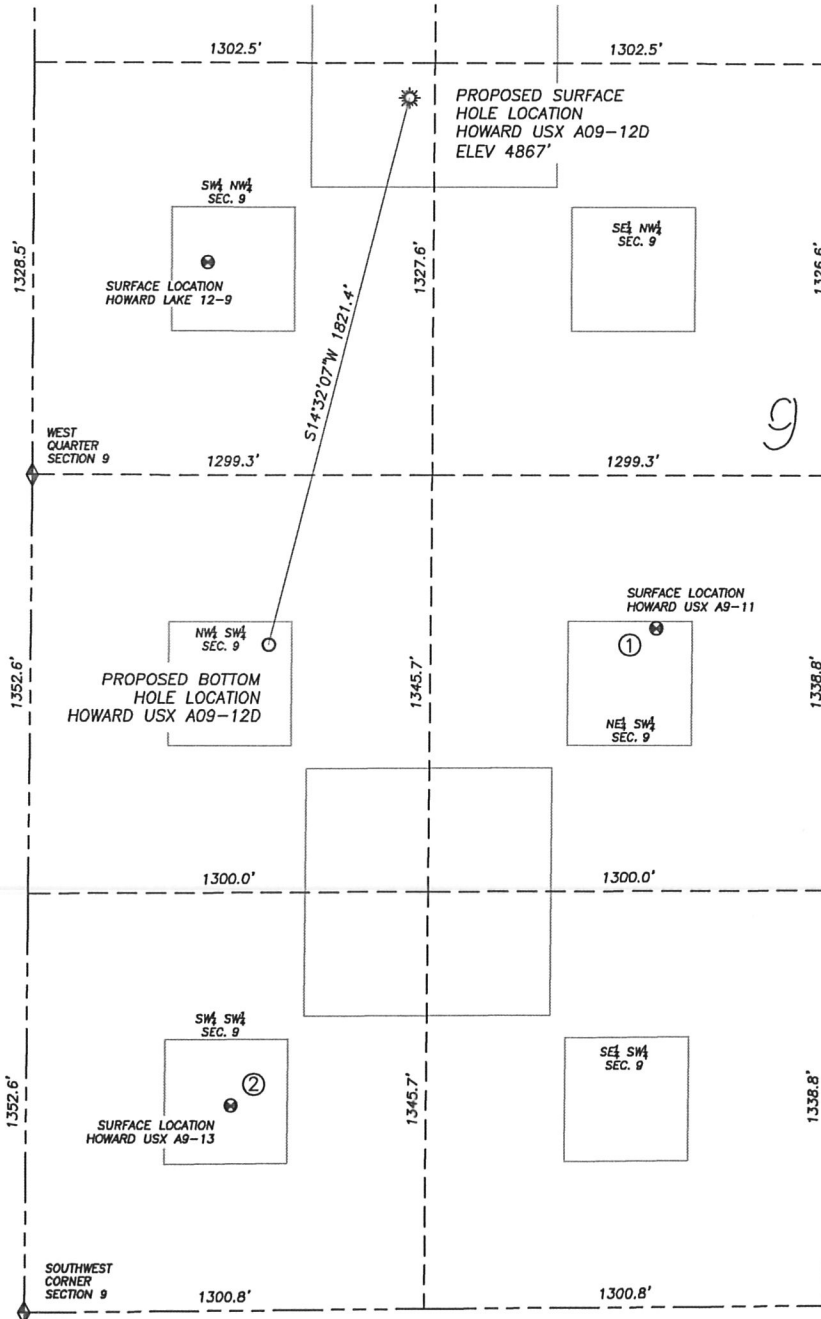 1302.5'
1302.5'
PROPOSED SURFACE
HOLE LOCATION
HOWARD USX A09-12D
ELEV 4867'
SW¼ NW¼
SEC. 9
SE¼ NW¼
SEC. 9
1328.5'
1327.6'
1326.6'
SURFACE LOCATION
HOWARD LAKE 12-9
S14°32'07"W 1821.4'
9
WEST
QUARTER
SECTION 9
1299.3'
1299.3'
SURFACE LOCATION
HOWARD USX A9-11
NW¼ SW¼
SEC. 9
①
1352.6'
PROPOSED BOTTOM
HOLE LOCATION
HOWARD USX A09-12D
1345.7'
1338.8'
NE¼ SW¼
SEC. 9
1300.0'
1300.0'
SW¼ SW¼
SEC. 9
SE¼ SW¼
SEC. 9
②
1352.6'
1345.7'
1338.8'
SURFACE LOCATION
HOWARD USX A9-13
SOUTHWEST
CORNER
SECTION 9
1300.8'
1300.8'